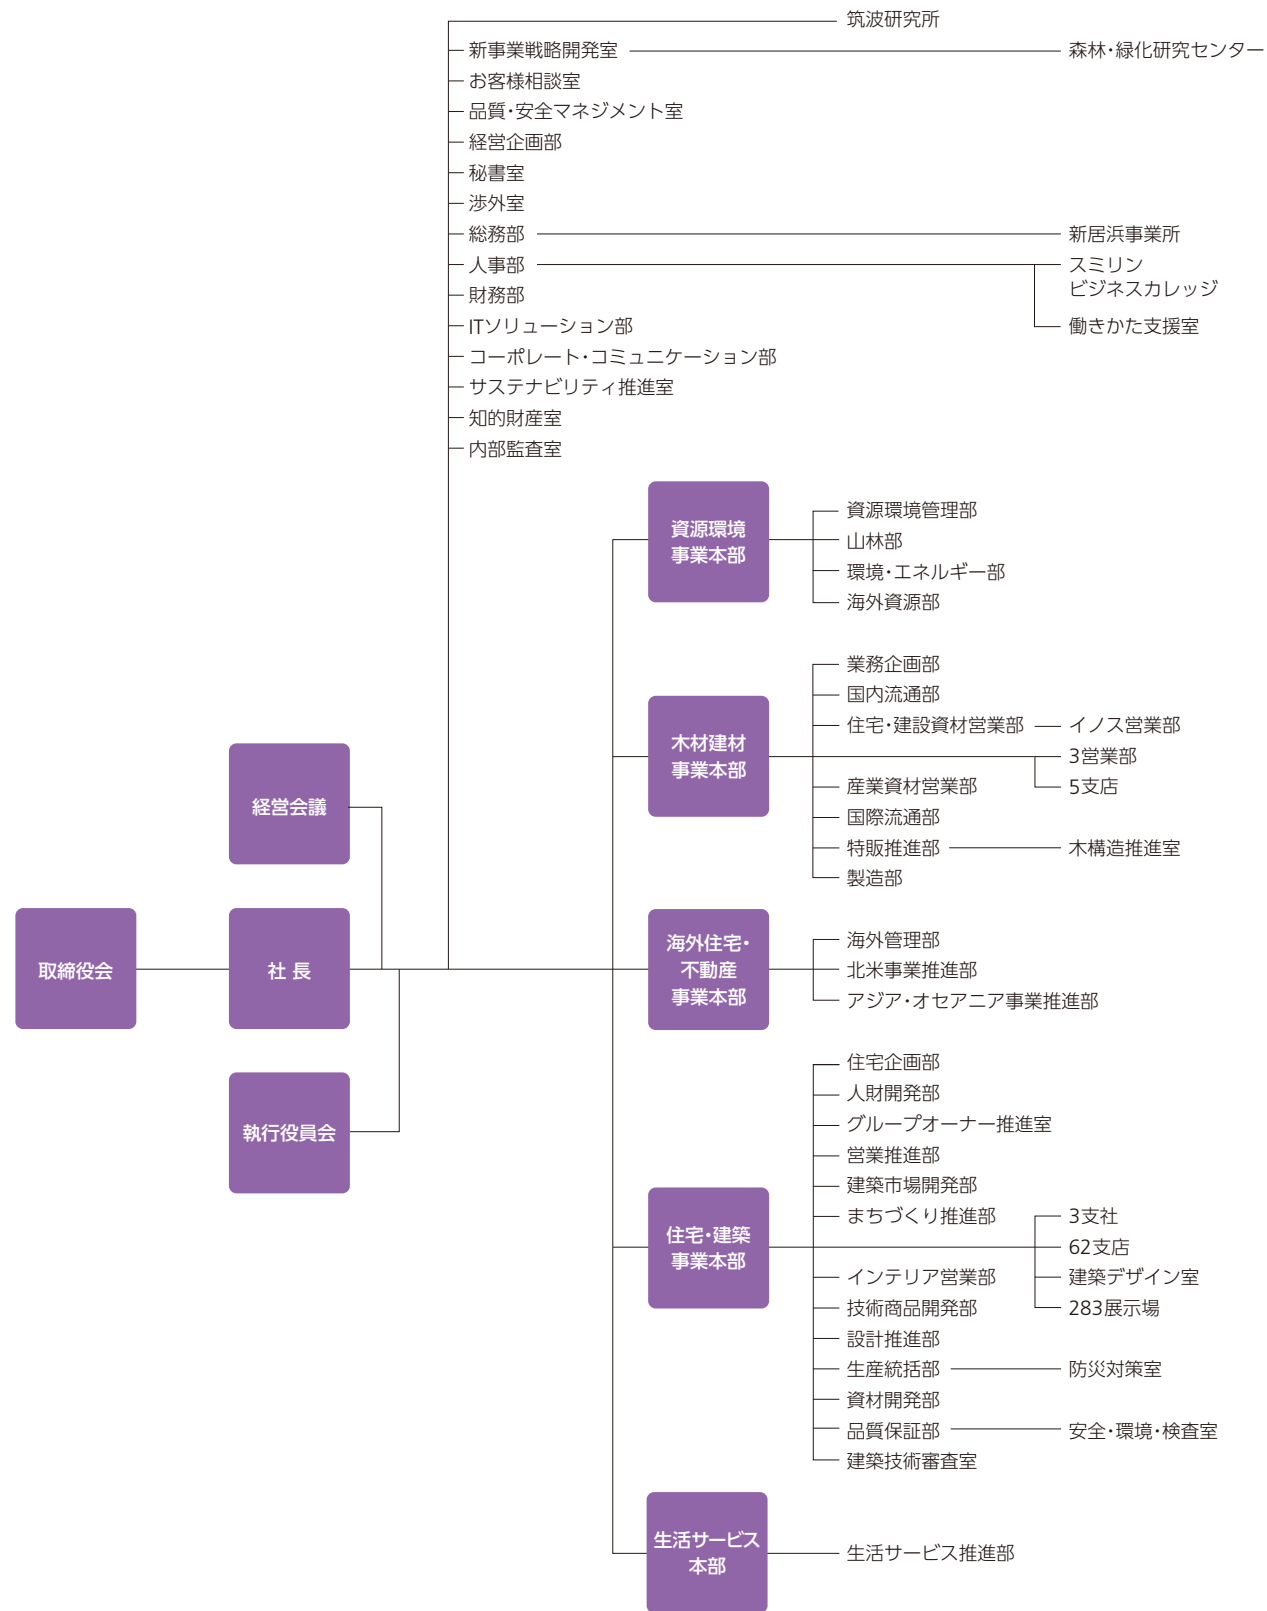 筑波研究所
新事業戦略開発室
森林・緑化研究センター
お客様相談室
品質・安全マネジメント室
経営企画部
秘書室
渉外室
総務部
新居浜事業所
人事部
スミリン
ビジネスカレッジ
財務部
ITソリューション部
働きかた支援室
コーポレート・コミュニケーション部
サステナビリティ推進室
知的財産室
内部監査室
資源環境
事業本部
資源環境管理部
山林部
環境・エネルギー部
海外資源部
木材建材
事業本部
業務企画部
国内流通部
住宅・建設資材営業部
イノス営業部
3営業部
5支店
産業資材営業部
国際流通部
特販推進部
木構造推進室
製造部
経営会議
取締役会
社 長
執行役員会
海外住宅・
不動産
事業本部
海外管理部
北米事業推進部
アジア・オセアニア事業推進部
住宅・建築
事業本部
住宅企画部
人財開発部
グループオーナー推進室
営業推進部
建築市場開発部
まちづくり推進部
3支社
62支店
建築デザイン室
283展示場
インテリア営業部
技術商品開発部
設計推進部
生産統括部
防災対策室
資材開発部
品質保証部
安全・環境・検査室
建築技術審査室
生活サービス
本部
生活サービス推進部